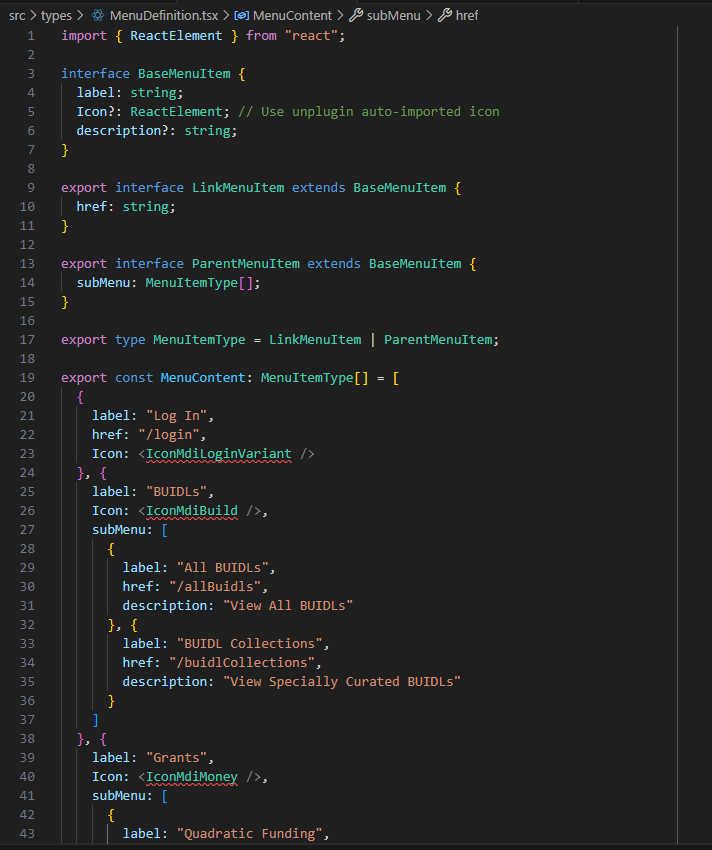 src > types > MenuDefinition.tsx > MenuContent > subMenu > href
1 import { ReactElement } from "react";
2
3 interface BaseMenuItem {
4   label: string;
5   Icon?: ReactElement; // Use unplugin auto-imported icon
6   description?: string;
7 }
8
9 export interface LinkMenuItem extends BaseMenuItem {
10   href: string;
11 }
12
13 export interface ParentMenuItem extends BaseMenuItem {
14   subMenu: MenuItemType[];
15 }
16
17 export type MenuItemType = LinkMenuItem | ParentMenuItem;
18
19 export const MenuContent: MenuItemType[] = [
20   {
21     label: "Log In",
22     href: "/login",
23     Icon: <IconMdiLoginVariant />
24   }, {
25     label: "BUIDLs",
26     Icon: <IconMdiBuild />,
27     subMenu: [
28       {
29         label: "All BUIDLs",
30         href: "/allBuidls",
31         description: "View All BUIDLs"
32       }, {
33         label: "BUIDL Collections",
34         href: "/buidlCollections",
35         description: "View Specially Curated BUIDLs"
36       }
37     ]
38   }, {
39     label: "Grants",
40     Icon: <IconMdiMoney />,
41     subMenu: [
42       {
43         label: "Quadratic Funding",